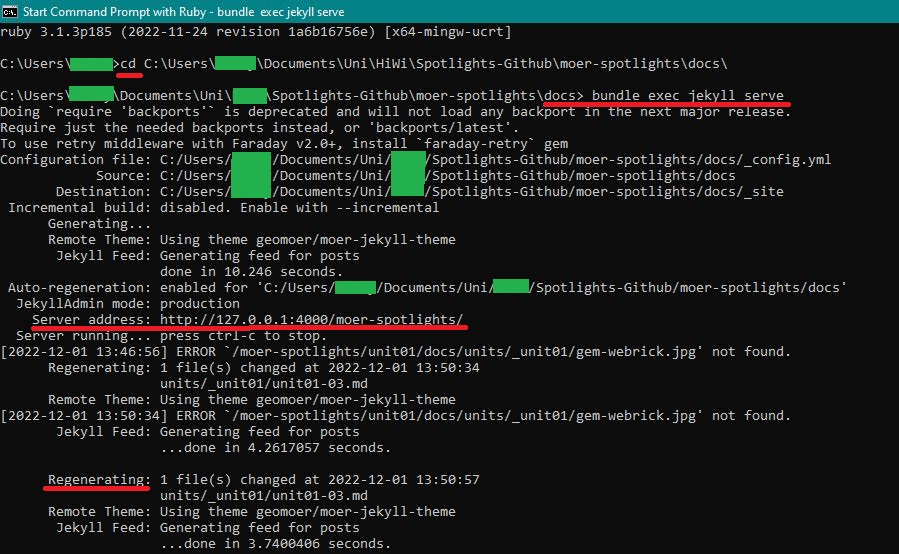 Start Command Prompt with Ruby - bundle  exec jekyll serve
ruby 3.1.3p185 (2022-11-24 revision 1a6b16756e) [x64-mingw-ucrt]
C:\Users\>cd C:\Users\\Documents\Uni\HiWi\Spotlights-Github\moer-spotlights\docs\
C:\Users\\Documents\Uni\\Spotlights-Github\moer-spotlights\docs> bundle exec jekyll serve
Doing `require 'backports'` is deprecated and will not load any backport in the next major release.
Require just the needed backports instead, or 'backports/latest'.
To use retry middleware with Faraday v2.0+, install `faraday-retry` gem
Configuration file: C:/Users//Documents/Uni//Spotlights-Github/moer-spotlights/docs/_config.yml
Source: C:/Users//Documents/Uni//Spotlights-Github/moer-spotlights/docs
Destination: C:/Users//Documents/Uni//Spotlights-Github/moer-spotlights/docs/_site
Incremental build: disabled. Enable with --incremental
Generating...
Remote Theme: Using theme geomoer/moer-jekyll-theme
Jekyll Feed: Generating feed for posts
done in 10.246 seconds.
Auto-regeneration: enabled for 'C:/Users//Documents/Uni//Spotlights-Github/moer-spotlights/docs'
JekyllAdmin mode: production
Server address: http://127.0.0.1:4000/moer-spotlights/
Server running... press ctrl-c to stop.
[2022-12-01 13:46:56] ERROR `/moer-spotlights/unit01/docs/units/_unit01/gem-webrick.jpg' not found.
Regenerating: 1 file(s) changed at 2022-12-01 13:50:34
units/_unit01/unit01-03.md
Remote Theme: Using theme geomoer/moer-jekyll-theme
[2022-12-01 13:50:34] ERROR `/moer-spotlights/unit01/docs/units/_unit01/gem-webrick.jpg' not found.
Jekyll Feed: Generating feed for posts
...done in 4.2617057 seconds.
Regenerating: 1 file(s) changed at 2022-12-01 13:50:57
units/_unit01/unit01-03.md
Remote Theme: Using theme geomoer/moer-jekyll-theme
Jekyll Feed: Generating feed for posts
...done in 3.7400406 seconds.